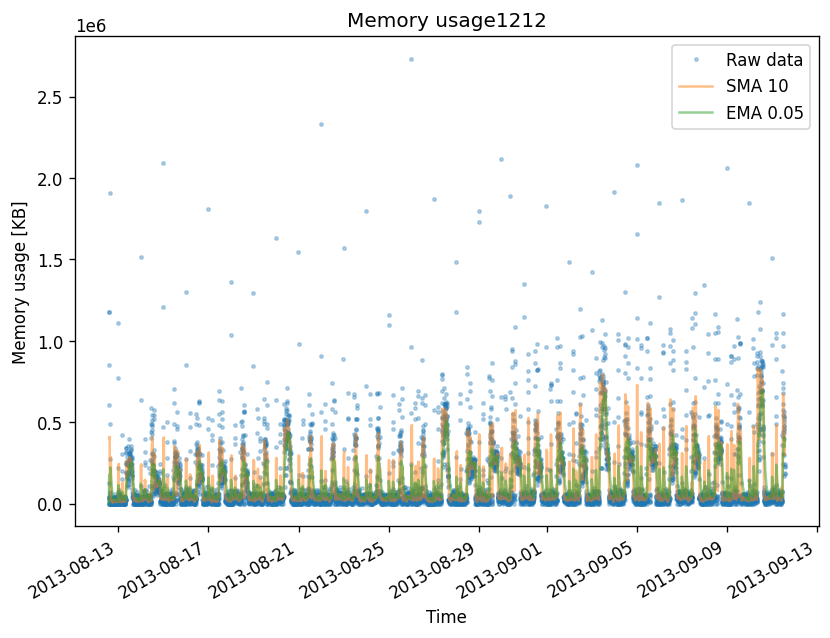 Memory usage1212
1e6
Raw data
SMA 10
EMA 0.05
2.5
2.0
1.5
1.0
0.5
0.0
Memory usage [KB]
2013-08-13
2013-08-17
2013-08-21
2013-08-25
2013-08-29
2013-09-01
2013-09-05
2013-09-09
2013-09-13
Time